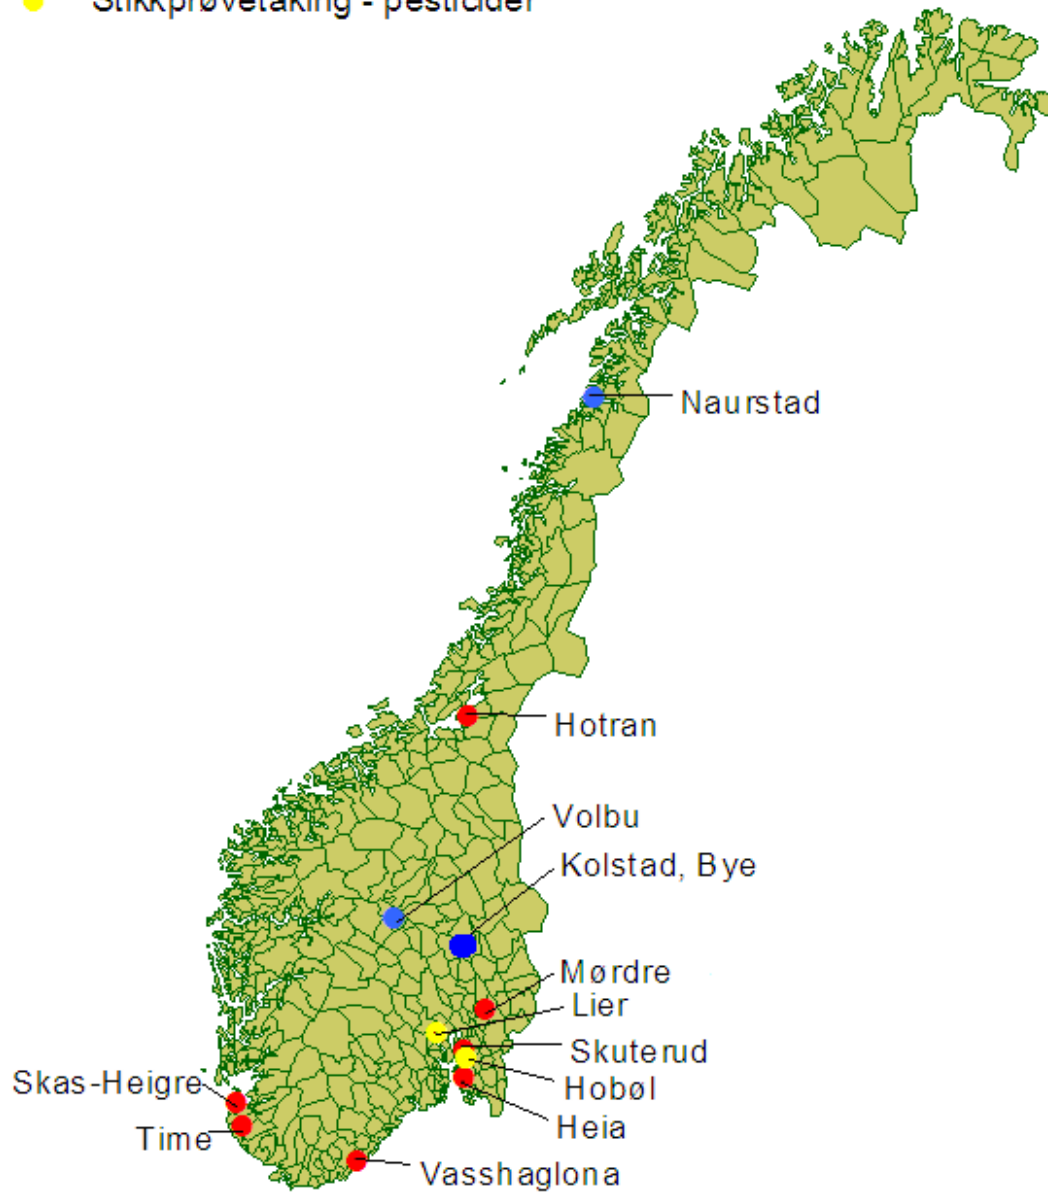 Stikkprøvetaking - pesticider
Naurstad
Hotran
Volbu
Kolstad, Bye
Mørdre
Lier
Skuterud
Hobøl
Heia
Skas-Heigre
Time
Vasshaglona